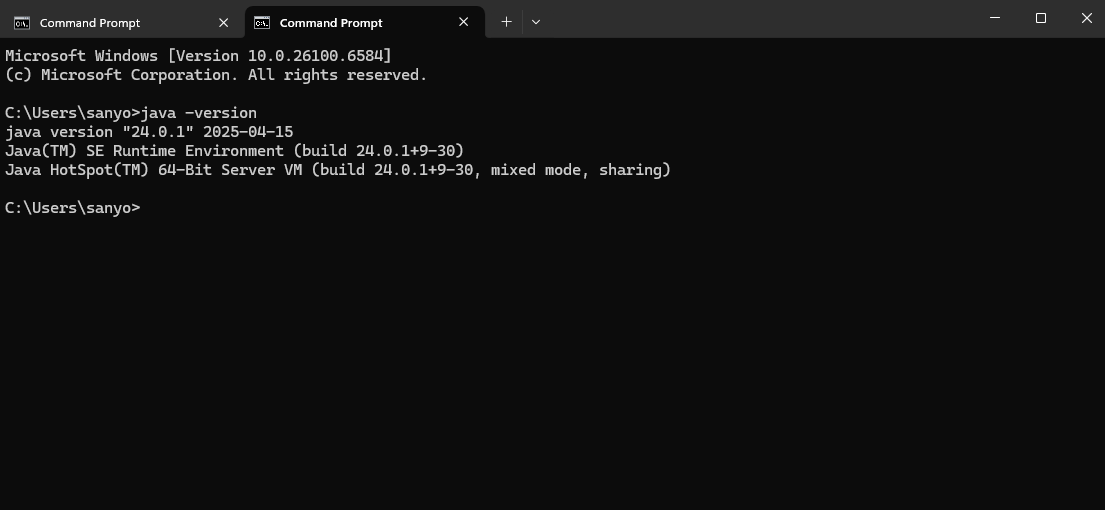 Command Prompt
Command Prompt
Microsoft Windows [Version 10.0.26100.6584]
(c) Microsoft Corporation. All rights reserved.
C:\Users\sanyo>java -version
java version "24.0.1" 2025-04-15
Java(TM) SE Runtime Environment (build 24.0.1+9-30)
Java HotSpot(TM) 64-Bit Server VM (build 24.0.1+9-30, mixed mode, sharing)
C:\Users\sanyo>